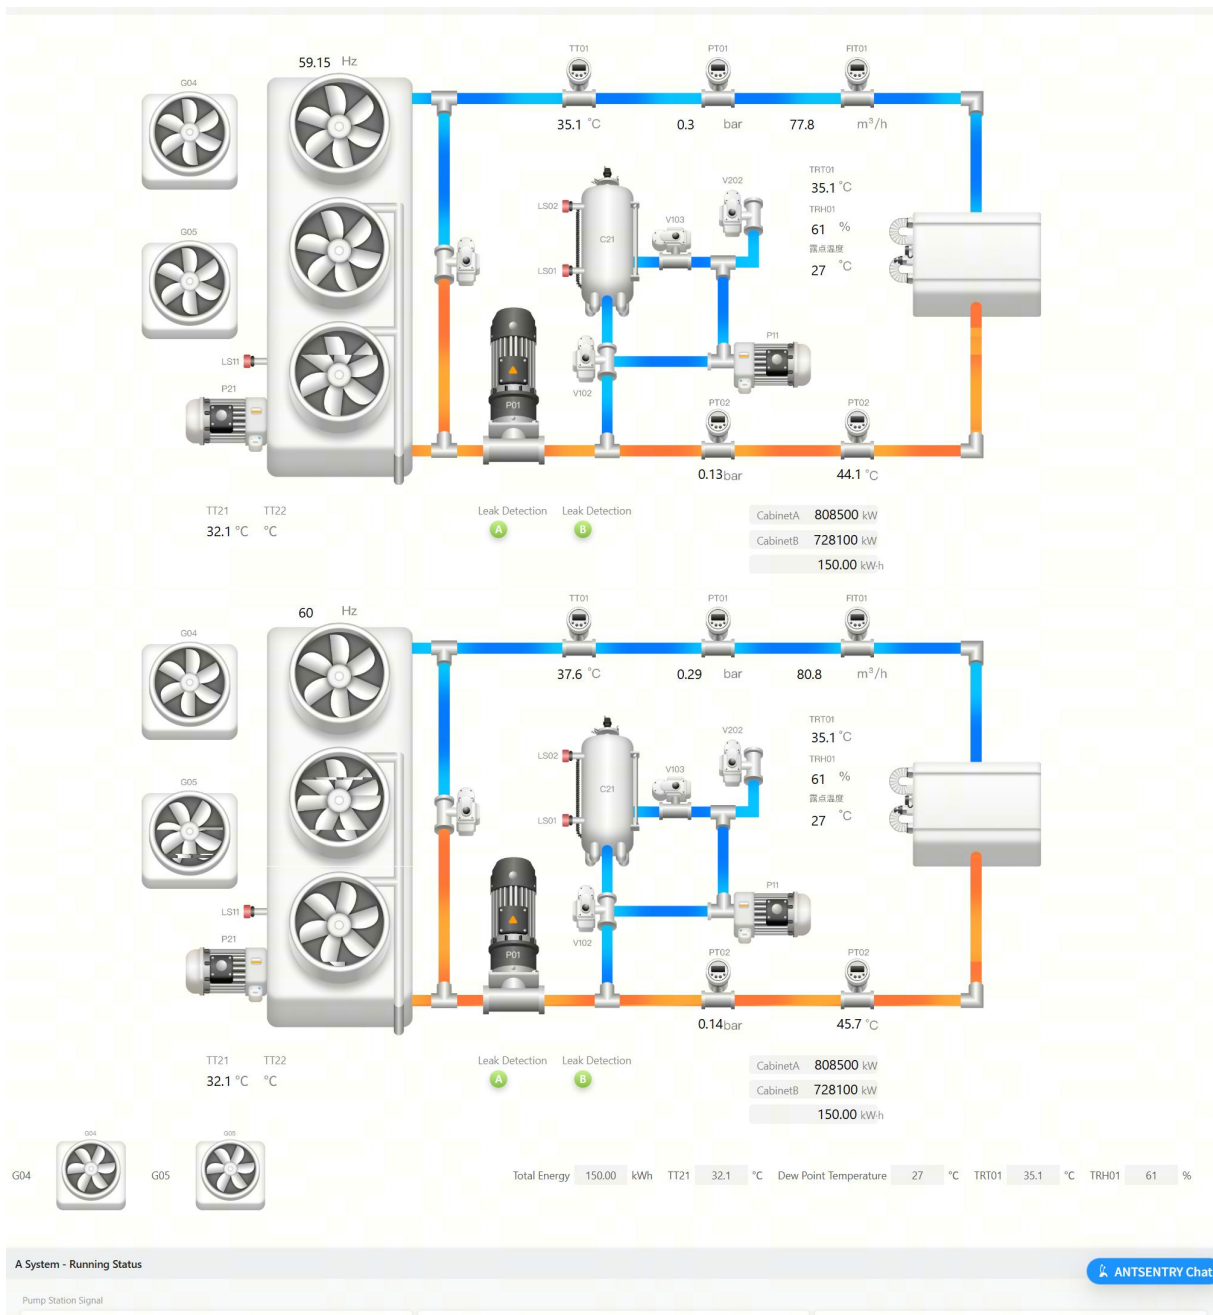 59.15 Hz
TT01 PT01 FIT01
G04
35.1 °C 0.3 bar 77.8 m³/h
TRT01
V202
35.1 °C
LS02
TRH01
V103
61 %
G05
C21
露点温度
LS01
27 °C
P11
LS11
P21
V102
P01
PT02 PT02
0.13 bar 44.1 °C
TT21 TT22
32.1 °C °C
Leak Detection Leak Detection
A B
CabinetA 808500 kW
CabinetB 728100 kW
150.00 kW·h
60 Hz
TT01 PT01 FIT01
G04
37.6 °C 0.29 bar 80.8 m³/h
TRT01
V202
35.1 °C
LS02
TRH01
V103
61 %
G05
C21
露点温度
LS01
27 °C
P11
LS11
P21
V102
P01
PT02 PT02
0.14 bar 45.7 °C
TT21 TT22
32.1 °C °C
Leak Detection Leak Detection
A B
CabinetA 808500 kW
CabinetB 728100 kW
150.00 kW·h
G04 G05
G04 G05
Total Energy 150.00 kWh TT21 32.1 °C Dew Point Temperature 27 °C TRT01 35.1 °C TRH01 61 %
A System - Running Status
ANTSENTRY Chat
Pump Station Signal